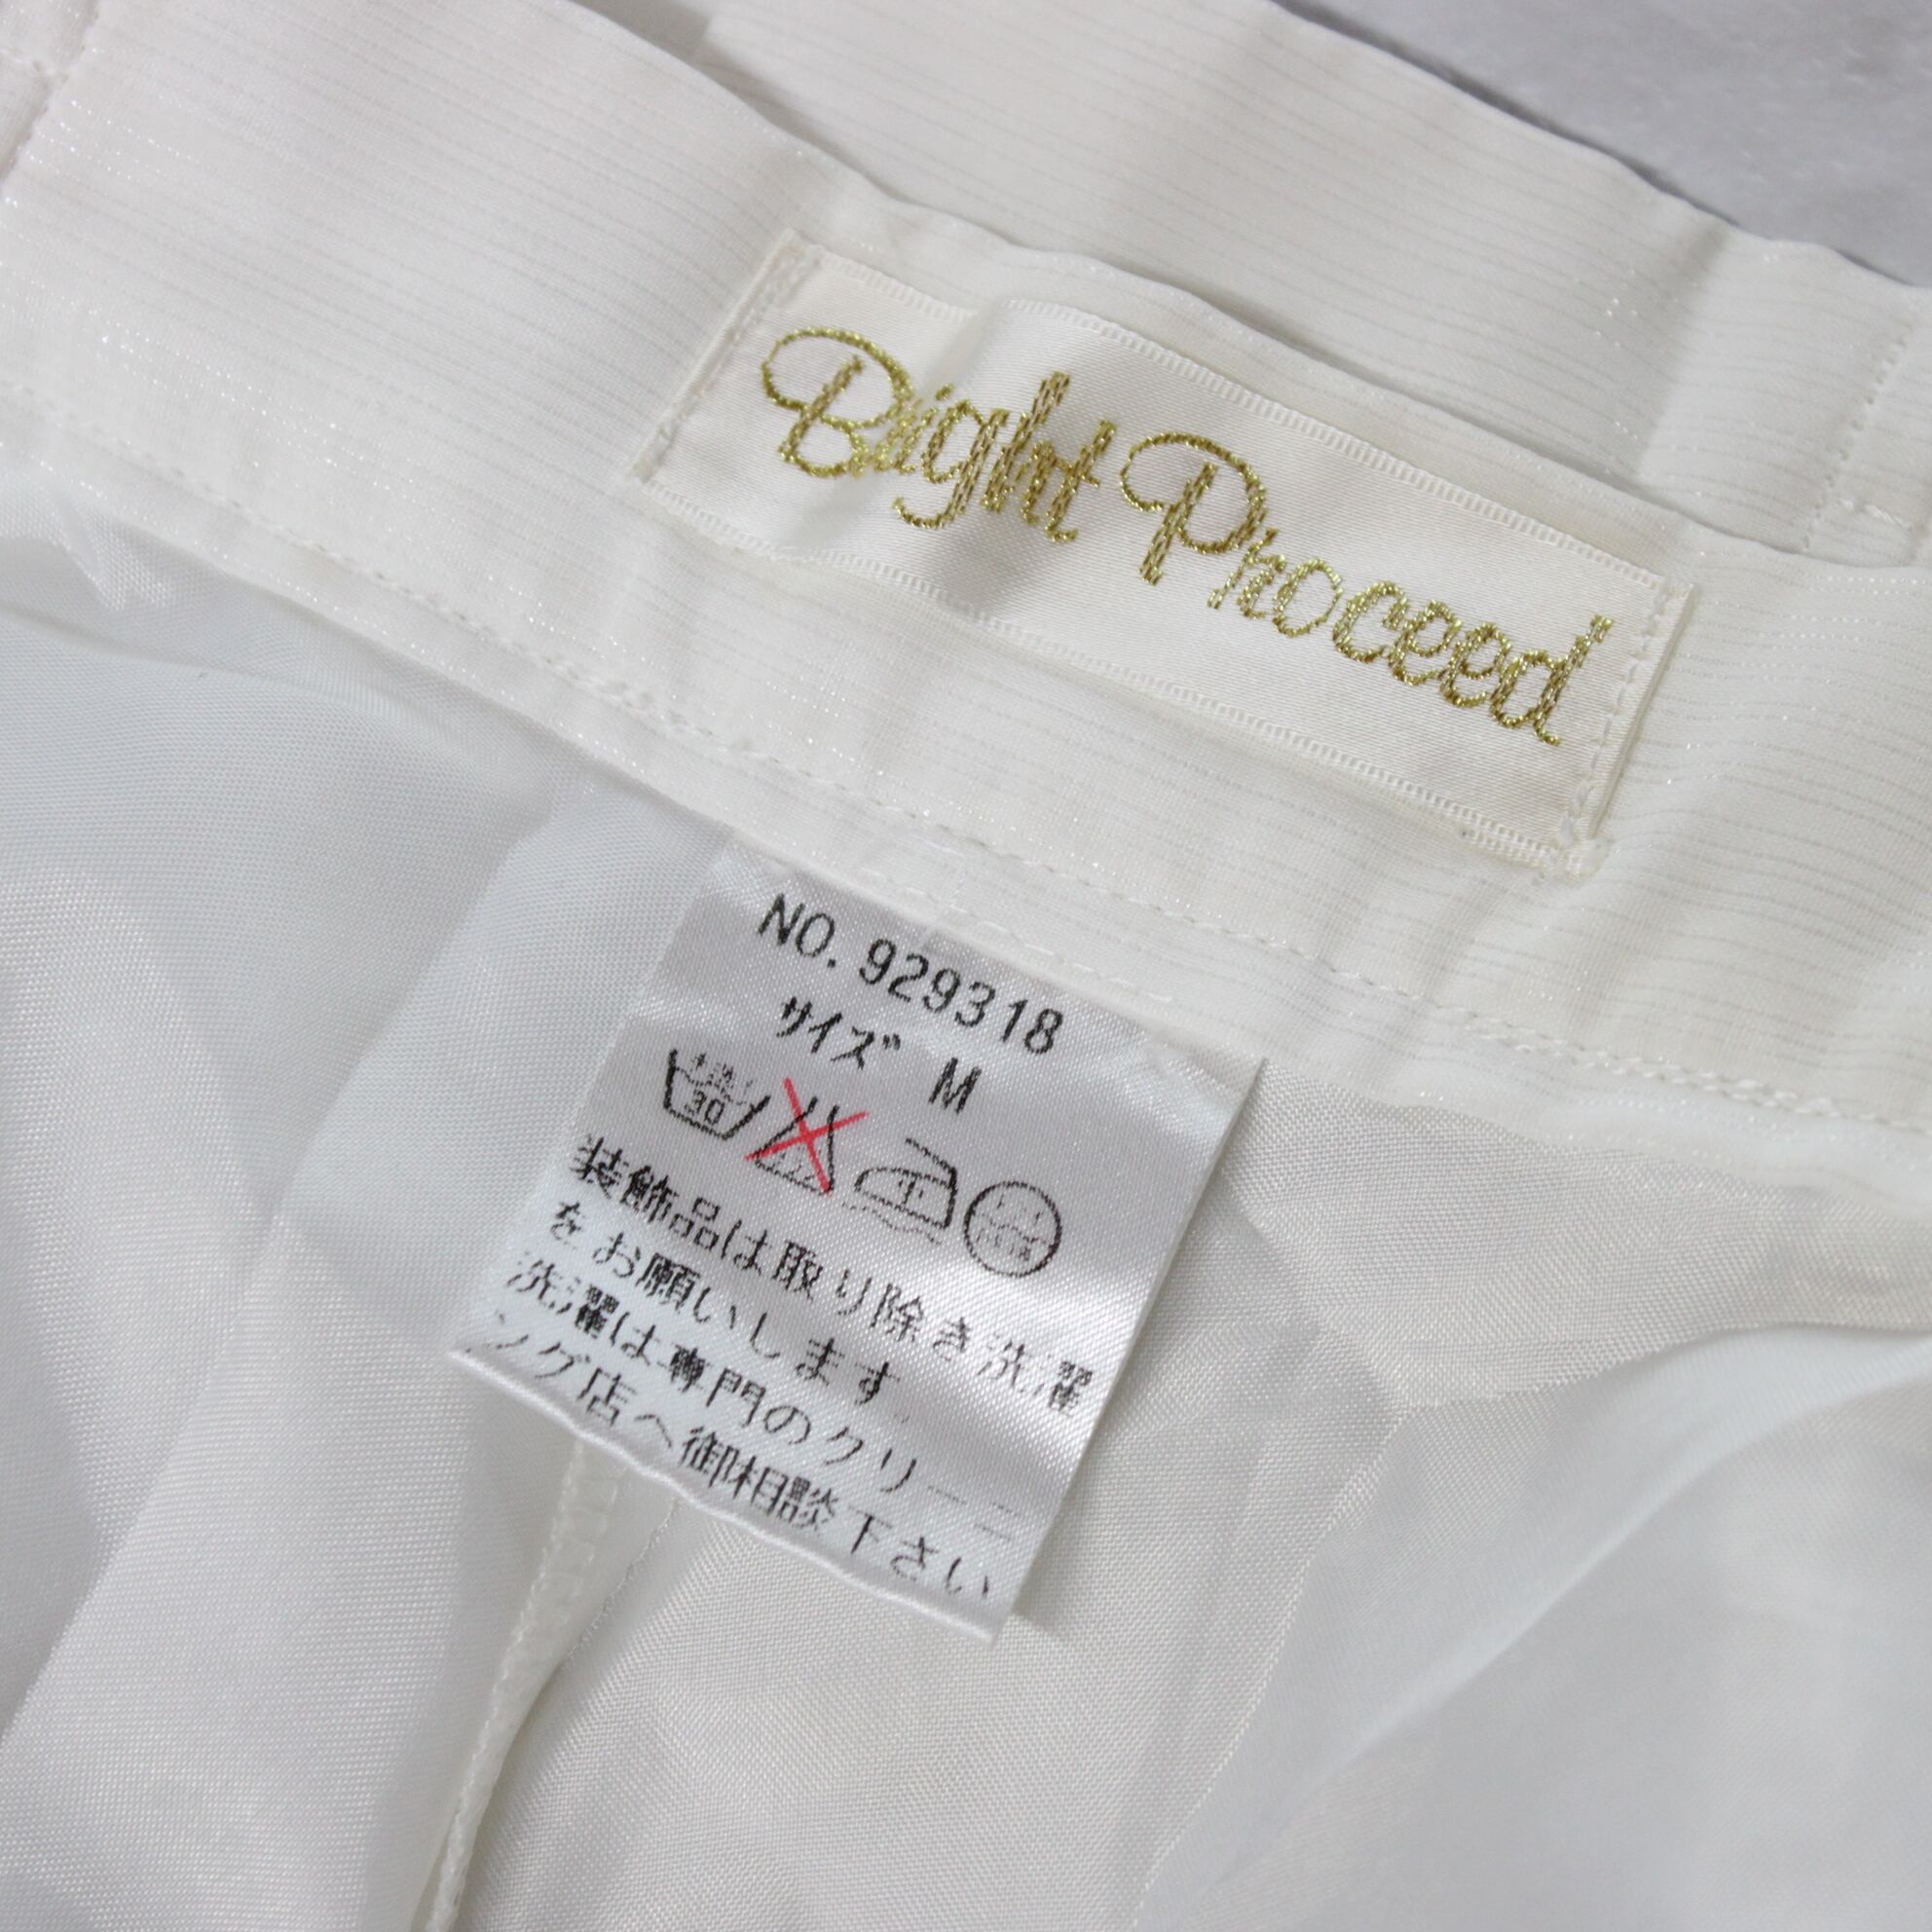 Bright Proceed
NO. 929318
サイズ M
30
中
装飾品は取り除き洗濯
をお願いします。
洗濯は専門のクリーニ
ング店へ御相談下さい